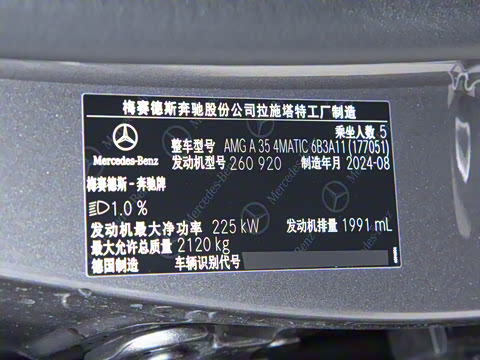 梅赛德斯奔驰股份公司拉施塔特工厂制造
乘坐人数 5
整车型号 AMG A 35 4MATIC 6B3A11 (177051)
Mercedes-Benz 发动机型号 260 920 制造年月 2024-08
梅赛德斯-奔驰牌
1.0 %
发动机最大净功率 225 kW 发动机排量 1991 mL
最大允许总质量 2120 kg
德国制造 车辆识别代号